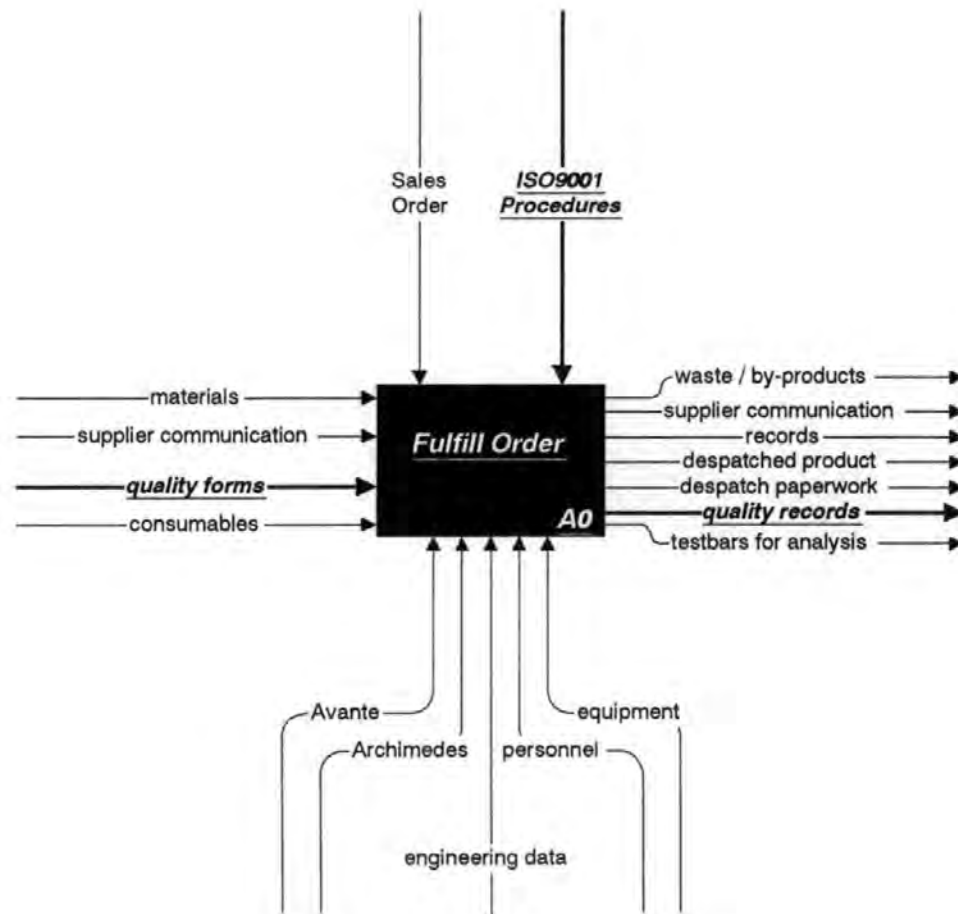 Sales
Order
ISO9001
Procedures
materials
supplier communication
quality forms
consumables
Fulfill Order
A0
waste / by-products
supplier communication
records
despatched product
despatch paperwork
quality records
testbars for analysis
Avante
equipment
Archimedes
personnel
engineering data